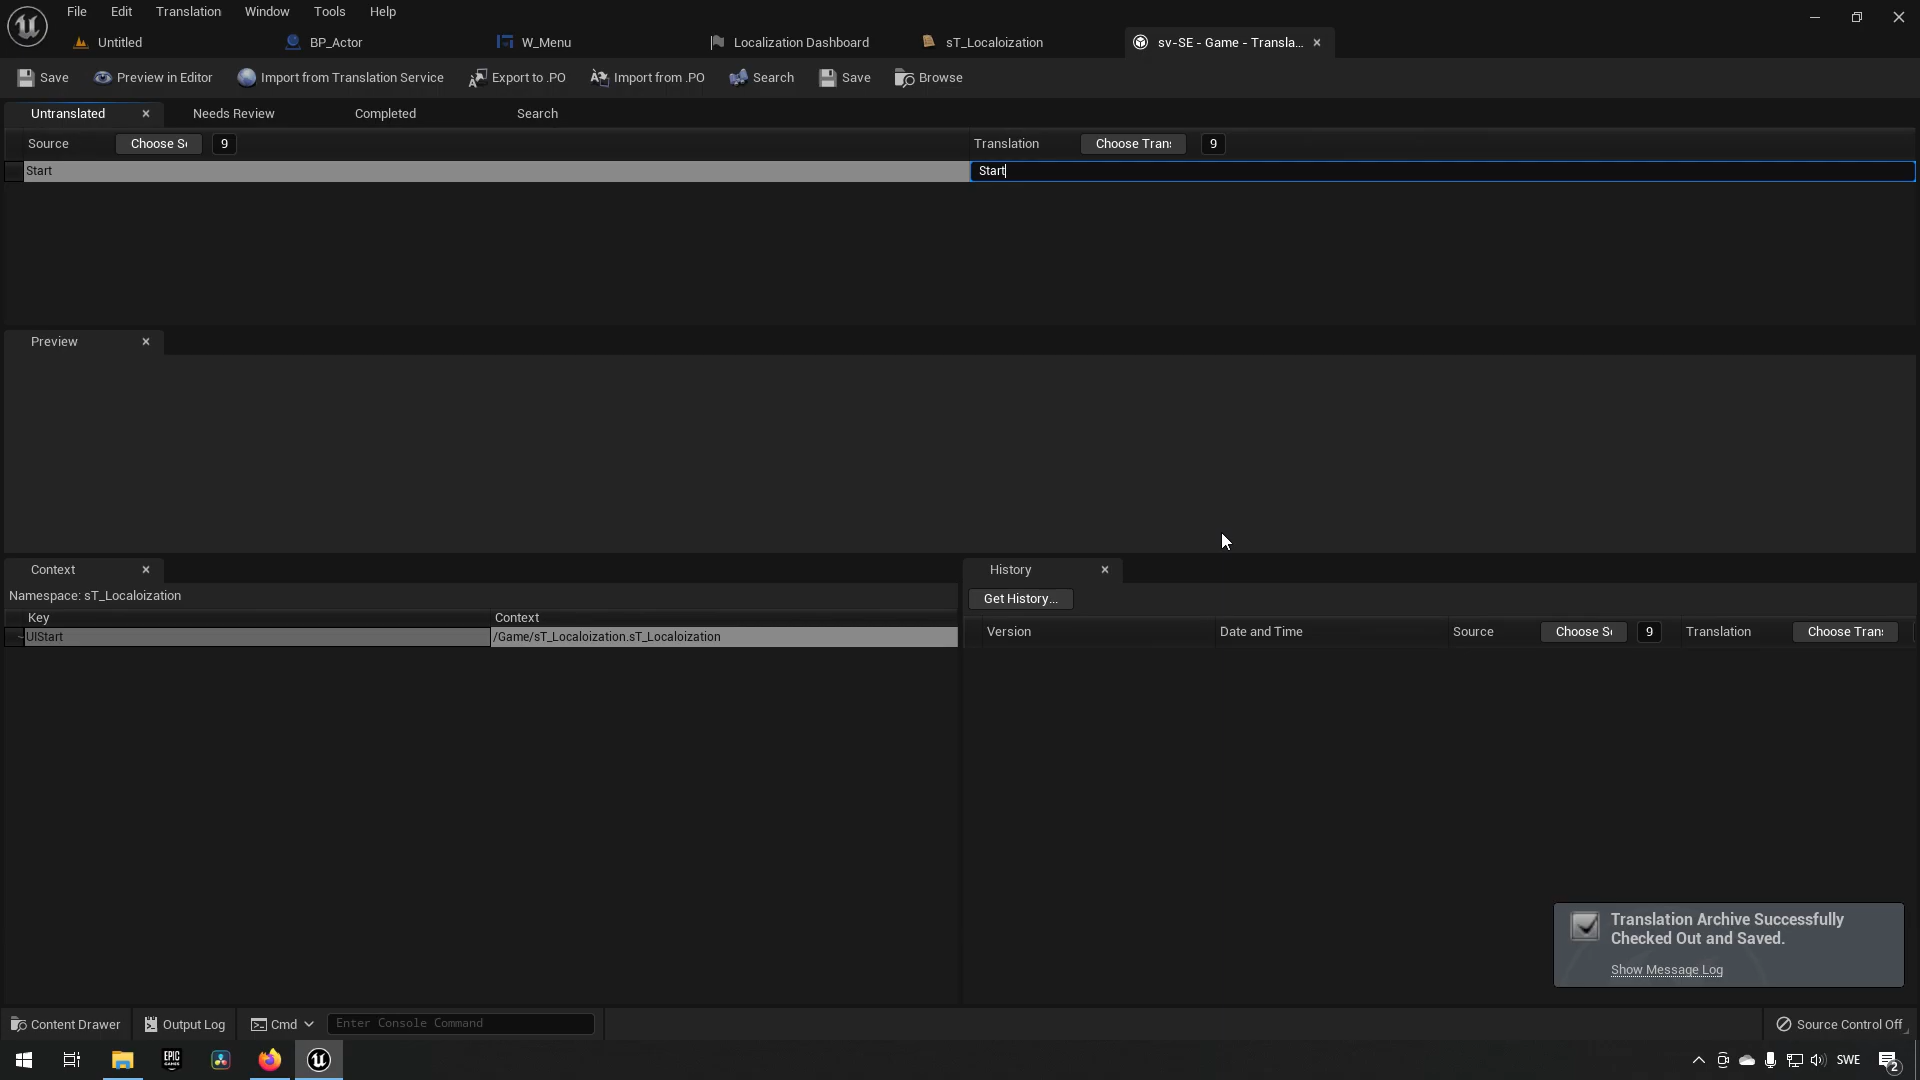 File Edit Translation Window Tools Help
Untitled BP_Actor W_Menu Localization Dashboard sT_Localoization sv-SE - Game - Transla...
Save Preview in Editor Import from Translation Service Export to .PO Import from .PO Search Save Browse
Untranslated Needs Review Completed Search
Source Choose 9 Translation Choose 9
Start Start
Preview
Context History
Namespace: sT_Localoization Get History...
Key Context
UIStart /Game/sT_Localoization.sT_Localoization
Version Date and Time Source Choose 9 Translation Choose
Translation Archive Successfully
Checked Out and Saved.
Show Message Log
Content Drawer Output Log Cmd Enter Console Command Source Control Off
EPIC GAMES SWE 2